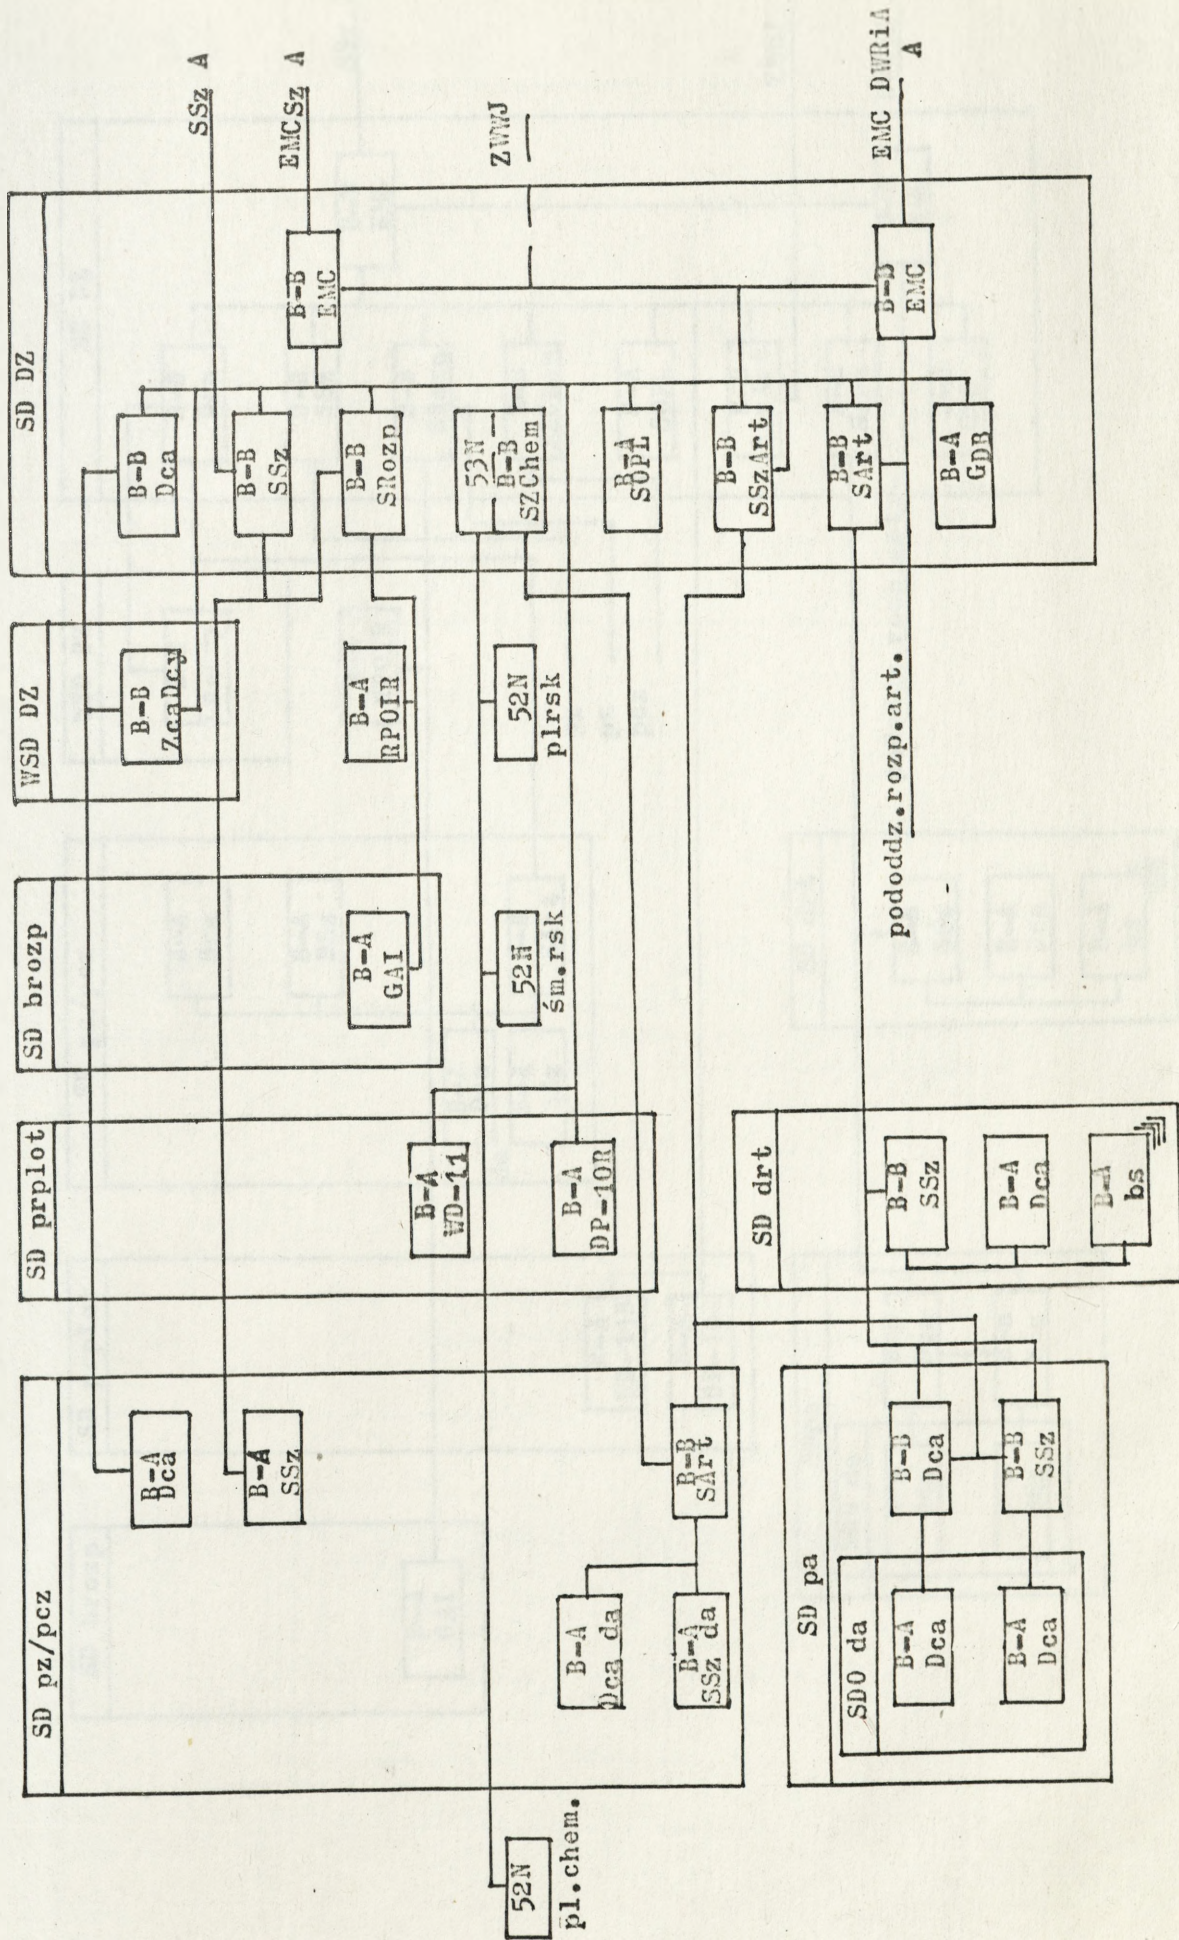 SD DZ
B-B
Dca
B-B
SSz
B-B
SRozp
53N
B-B
SZChem
B-A
SOPL
B-B
SSzArt
B-B
SArt
B-A
GDB
B-B
EMC
B-B
EMC
SSz A
EMCSz A
ZWWJ
EMC DWRiA
A
WSD DZ
B-B
ZcaDcy
B-A
RPOIR
52N
plrsk
pododdz.rozp.art.
SD brozp
B-A
GAI
52N
śm.rsk
SD prplot
B-A
WD-11
B-A
DP-10R
SD drt
B-B
SSz
B-A
Dca
B-A
bs
SD pz/pcz
B-A
Dca
B-A
SSz
B-B
SArt
B-A
Dca da
B-A
SSz da
SD pa
B-B
Dca
B-B
SSz
SDO da
B-A
Dca
B-A
Dca
52N
pl.chem.